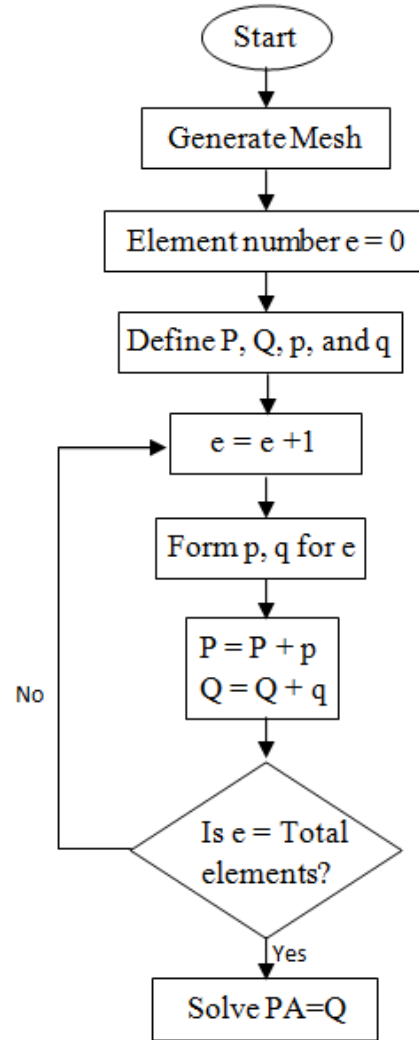 Start
Generate Mesh
Element number e = 0
Define P, Q, p, and q
e = e +1
Form p, q for e
P = P + p
Q = Q + q
No
Is e = Total
elements?
Yes
Solve PA=Q